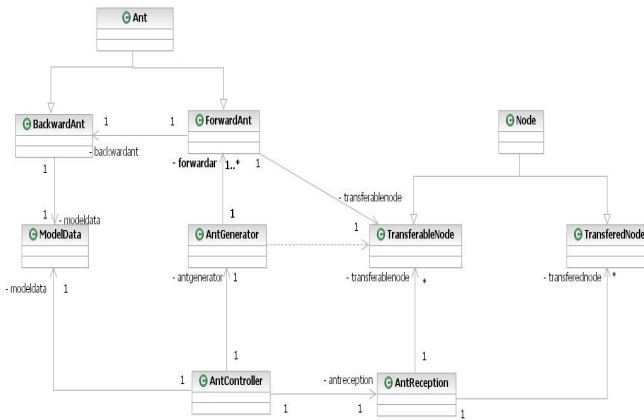 Ant
BackwardAnt
1
1
ForwardAnt
Node
- backwardant
- forwardar
1..*
1
1
- transferablenode
1
- modeldata
1
1
ModelData
AntGenerator
TransferableNode
TransferedNode
- modeldata
1
- antgenerator
1
- transferablenode
*
- transferednode
*
1
1
1
AntController
- antreception
AntReception
1
1
1